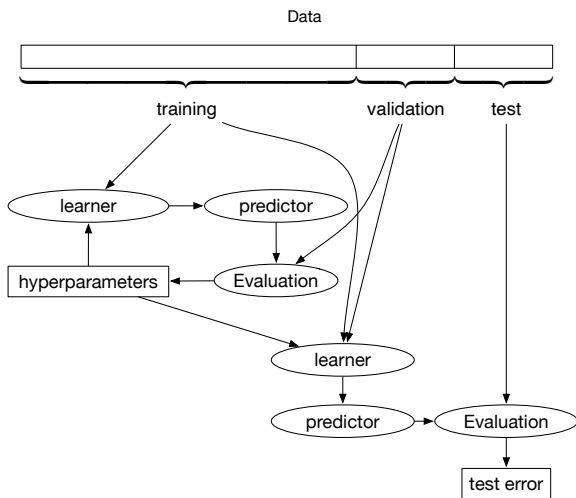 Data
training validation test
learner predictor
hyperparameters Evaluation
learner
predictor Evaluation
test error